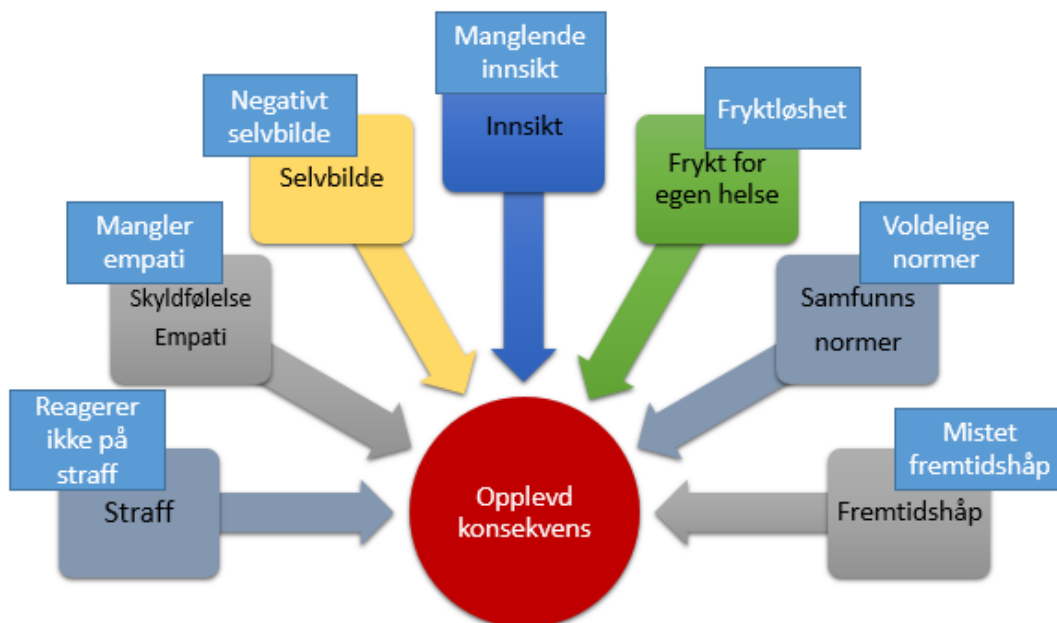 Manglende
innsikt
Innsikt
Negativt
selvbilde
Selvbilde
Fryktløshet
Frykt for
egen helse
Mangler
empati
Skyldfølelse
Empati
Voldelige
normer
Samfunns
normer
Reagerer
ikke på
straff
Straff
Mistet
fremtidshåp
Fremtidshåp
Opplevd
konsekvens